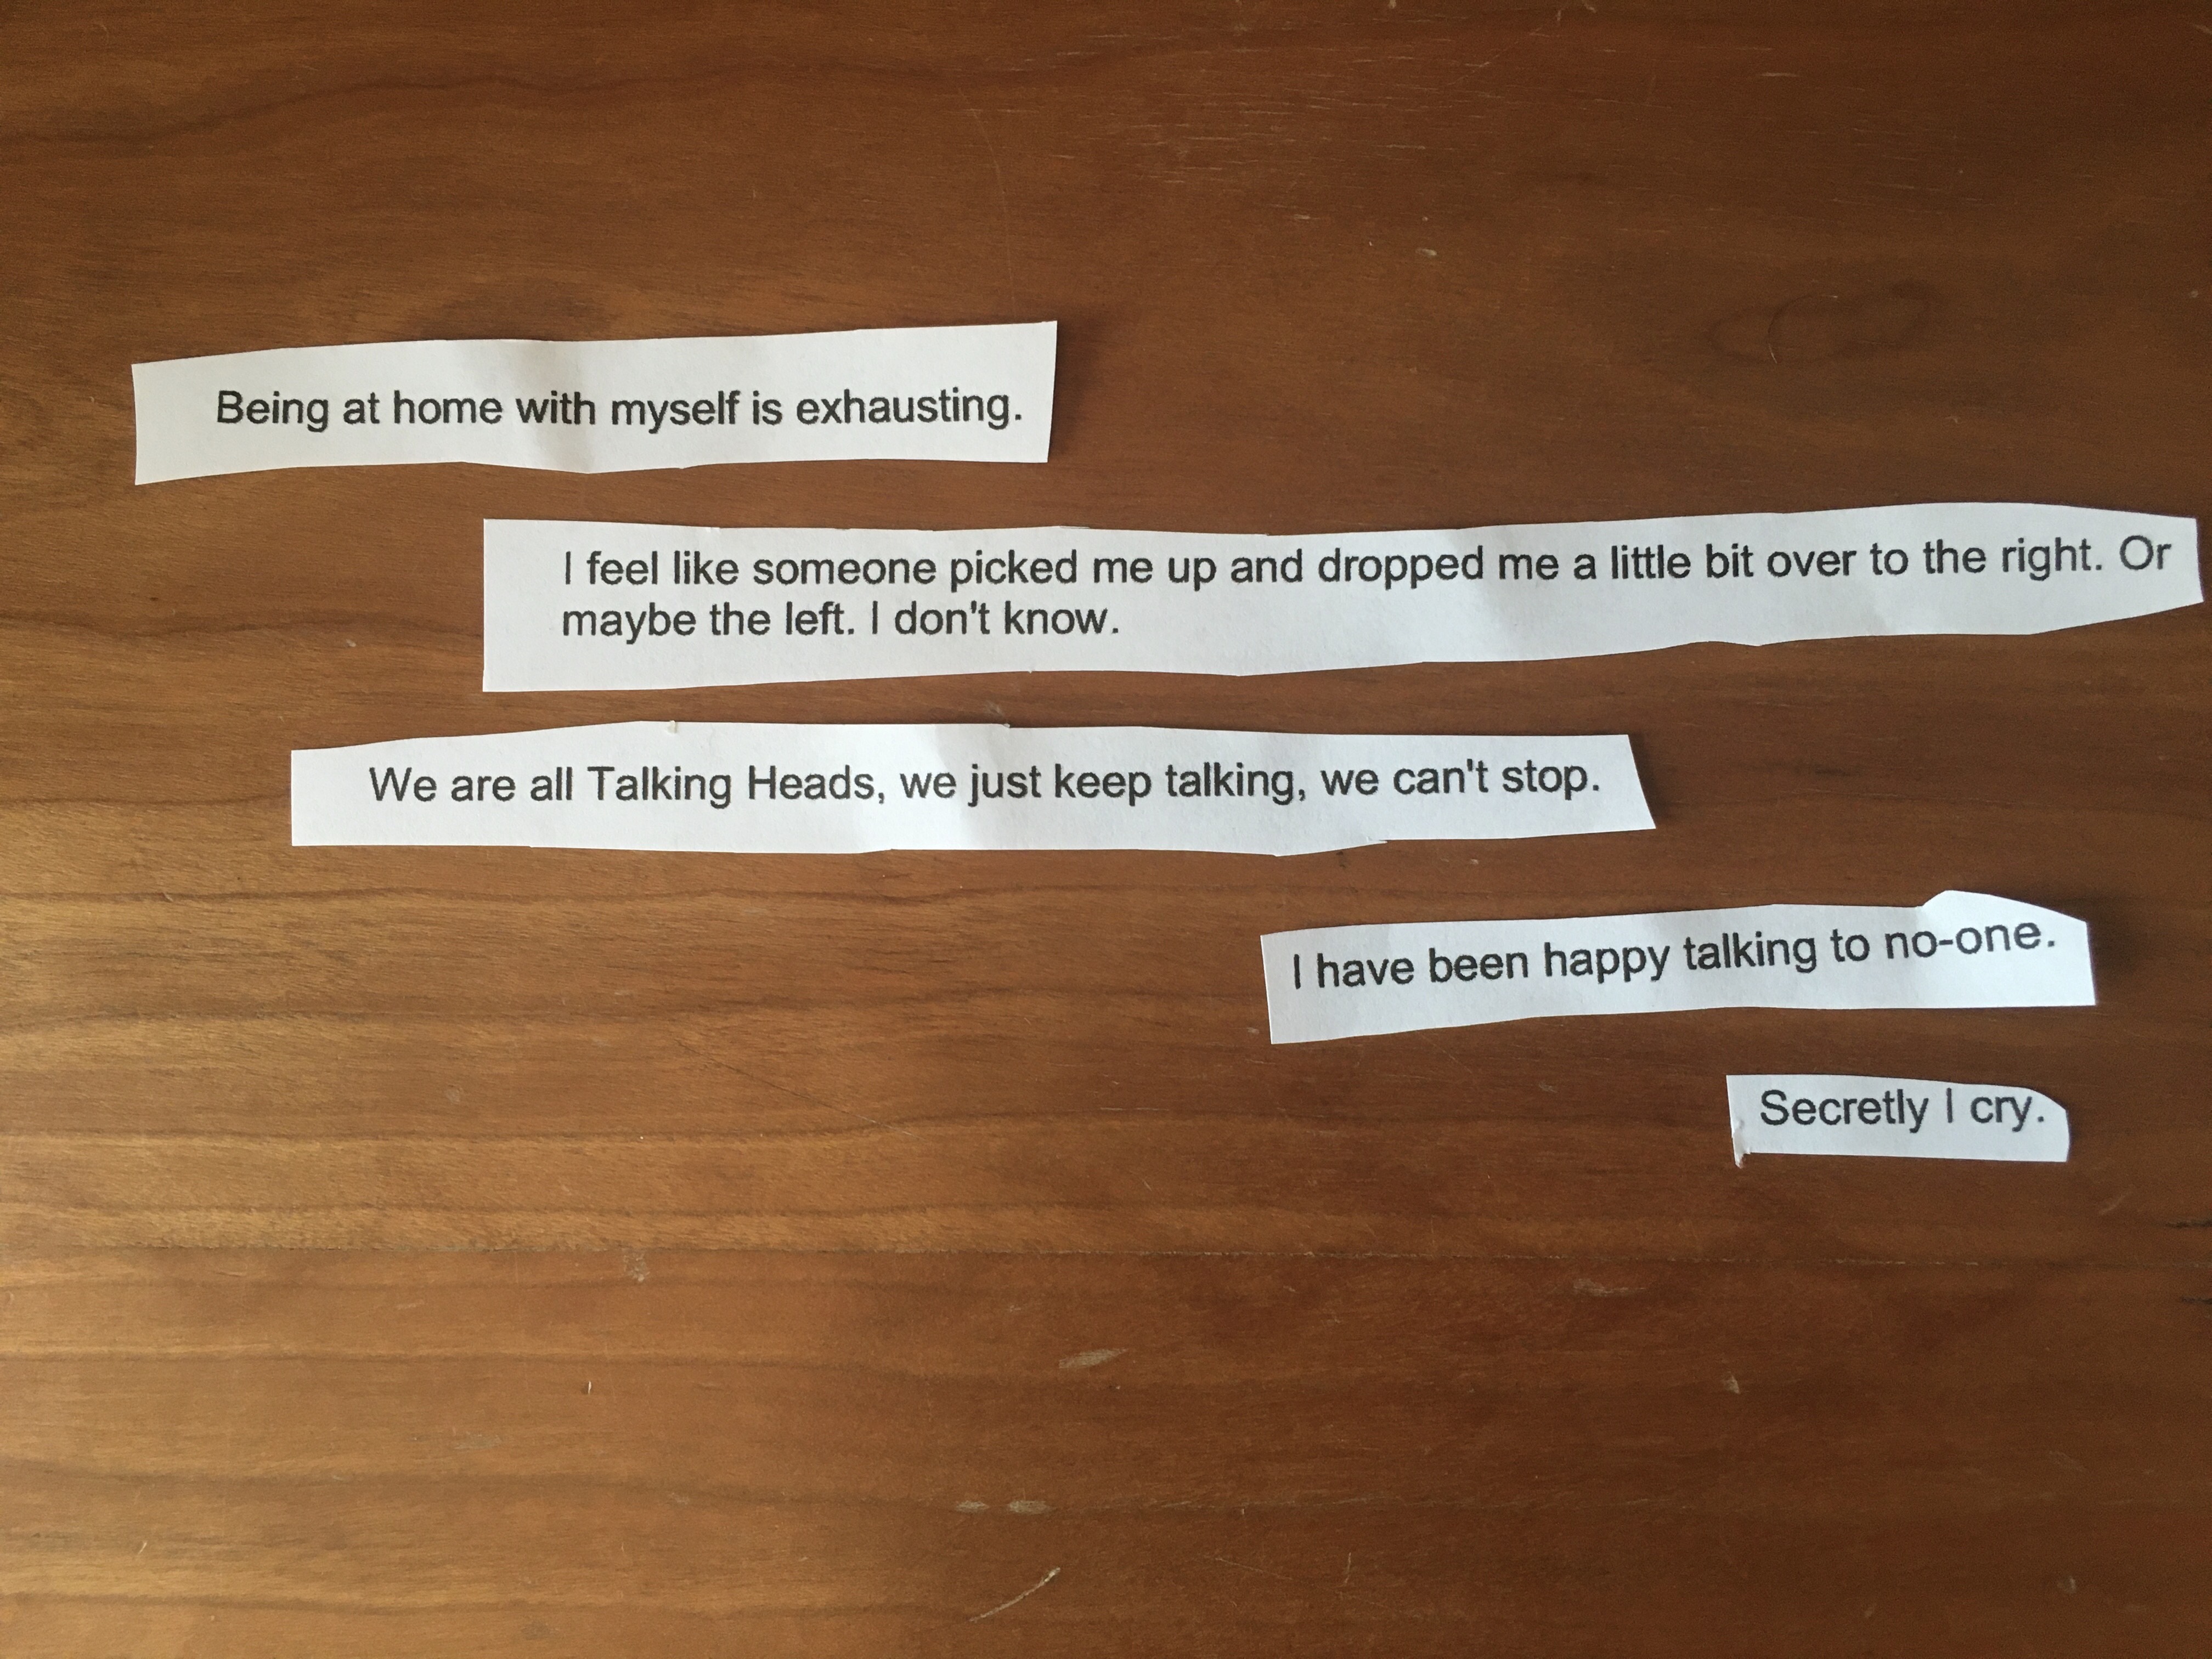 Being at home with myself is exhausting.
I feel like someone picked me up and dropped me a little bit over to the right. Or
maybe the left. I don't know.
We are all Talking Heads, we just keep talking, we can't stop.
I have been happy talking to no-one.
Secretly I cry.